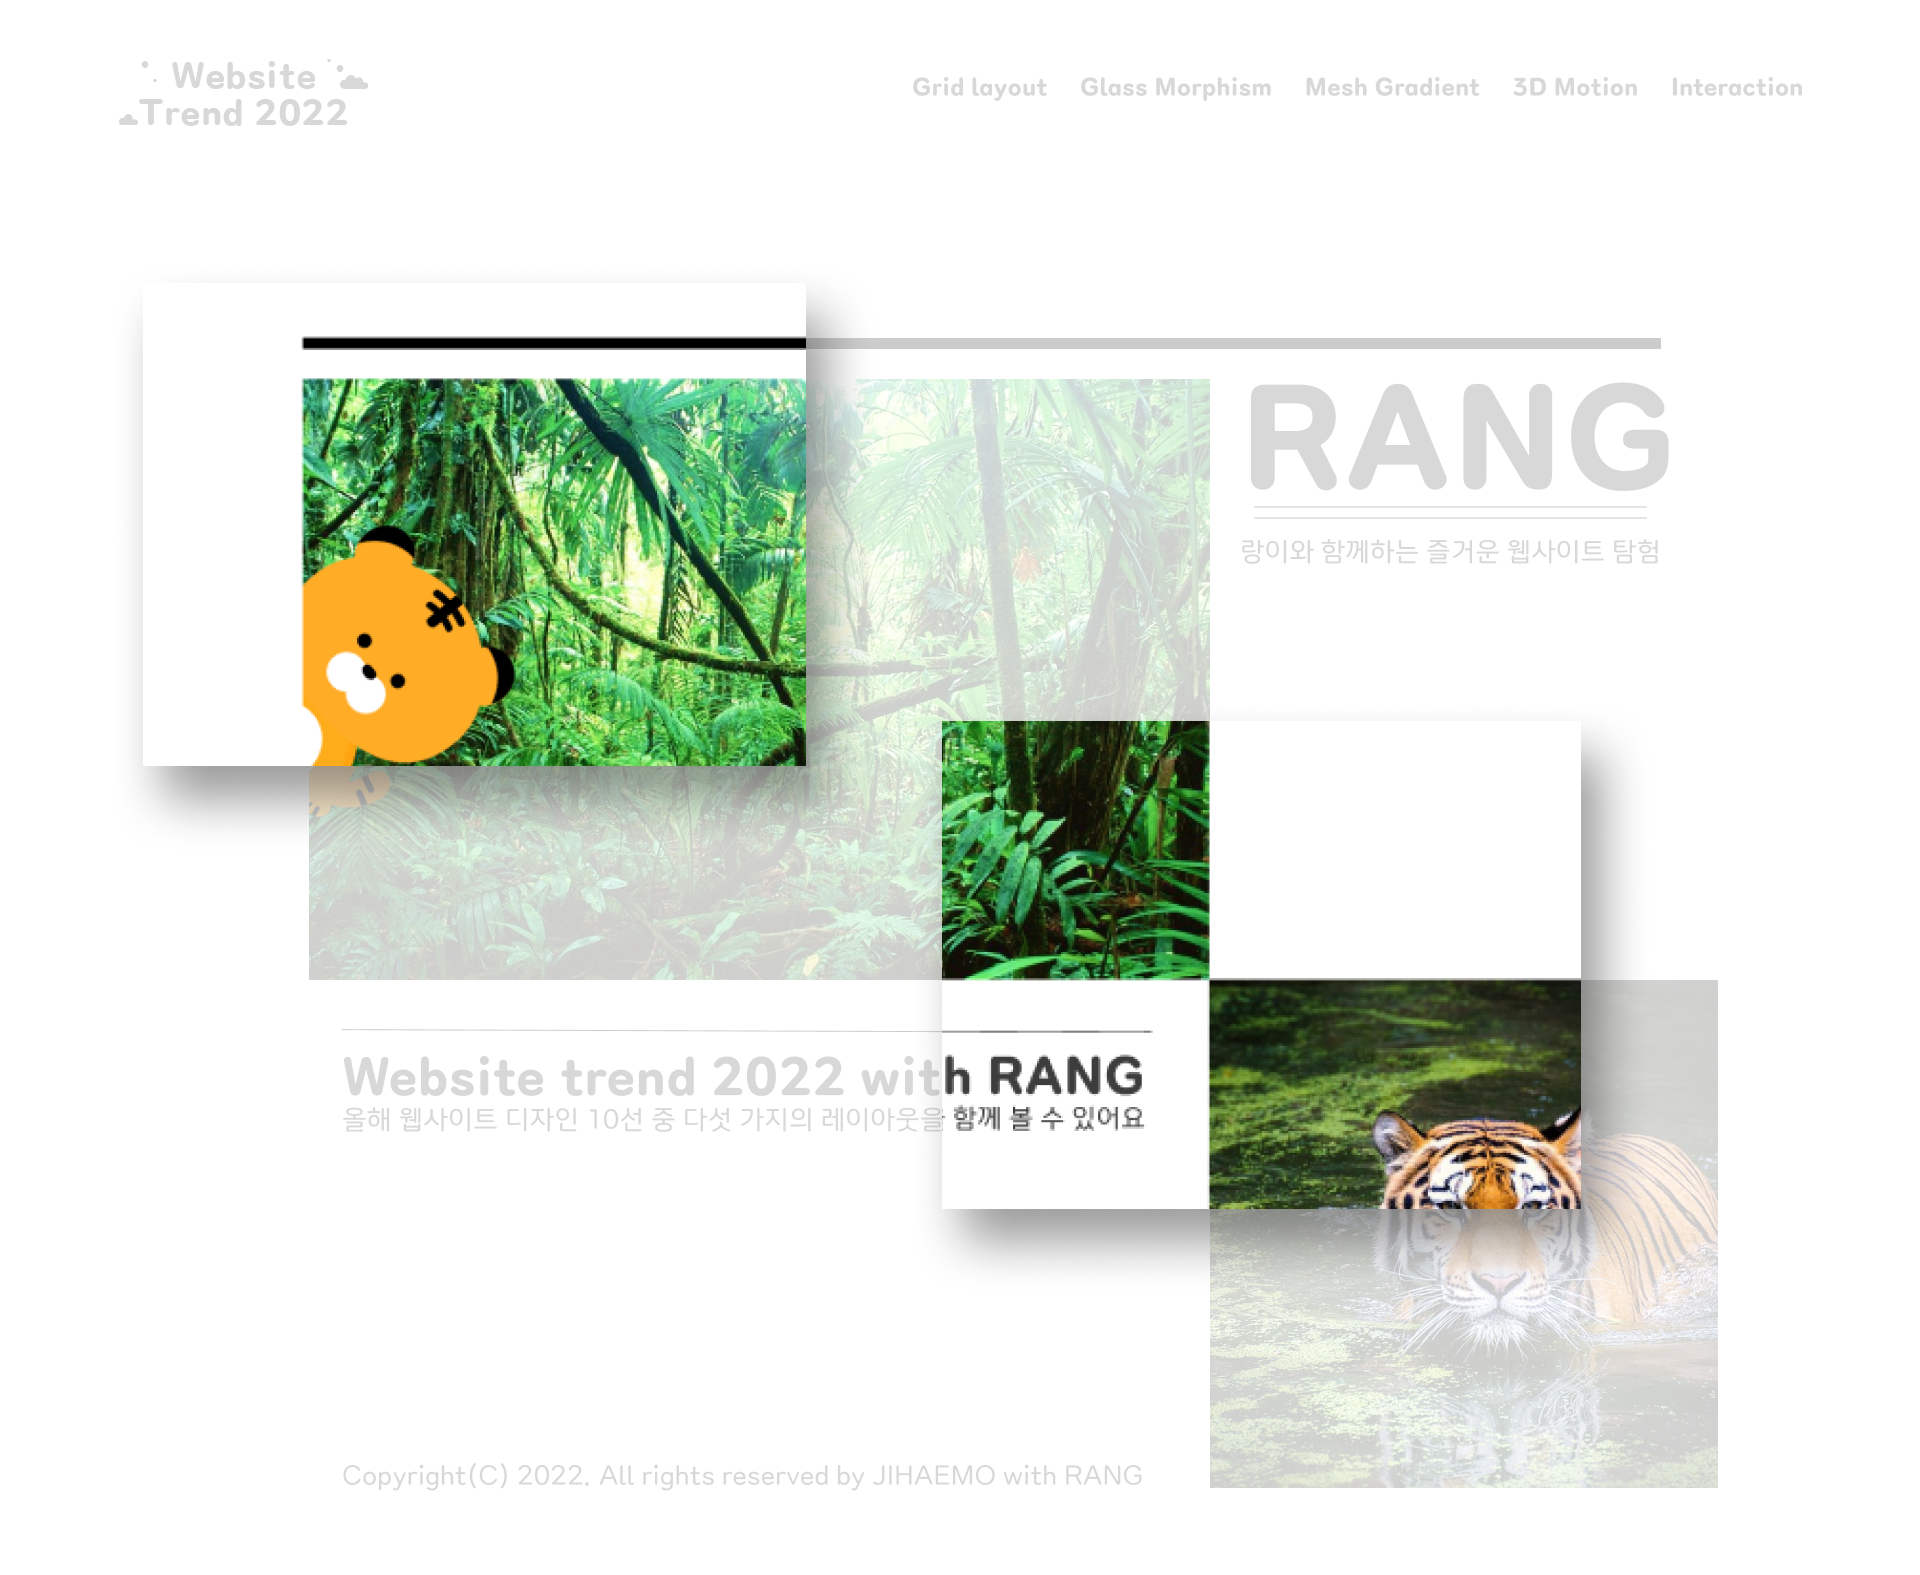 Website
Trend 2022
Grid layout Glass Morphism Mesh Gradient 3D Motion Interaction
RANG
랑이와 함께하는 즐거운 웹사이트 탐험
Website trend 2022 with RANG
올해 웹사이트 디자인 10선 중 다섯 가지의 레이아웃을 함께 볼 수 있어요
Copyright(C) 2022. All rights reserved by JIHAEMO with RANG